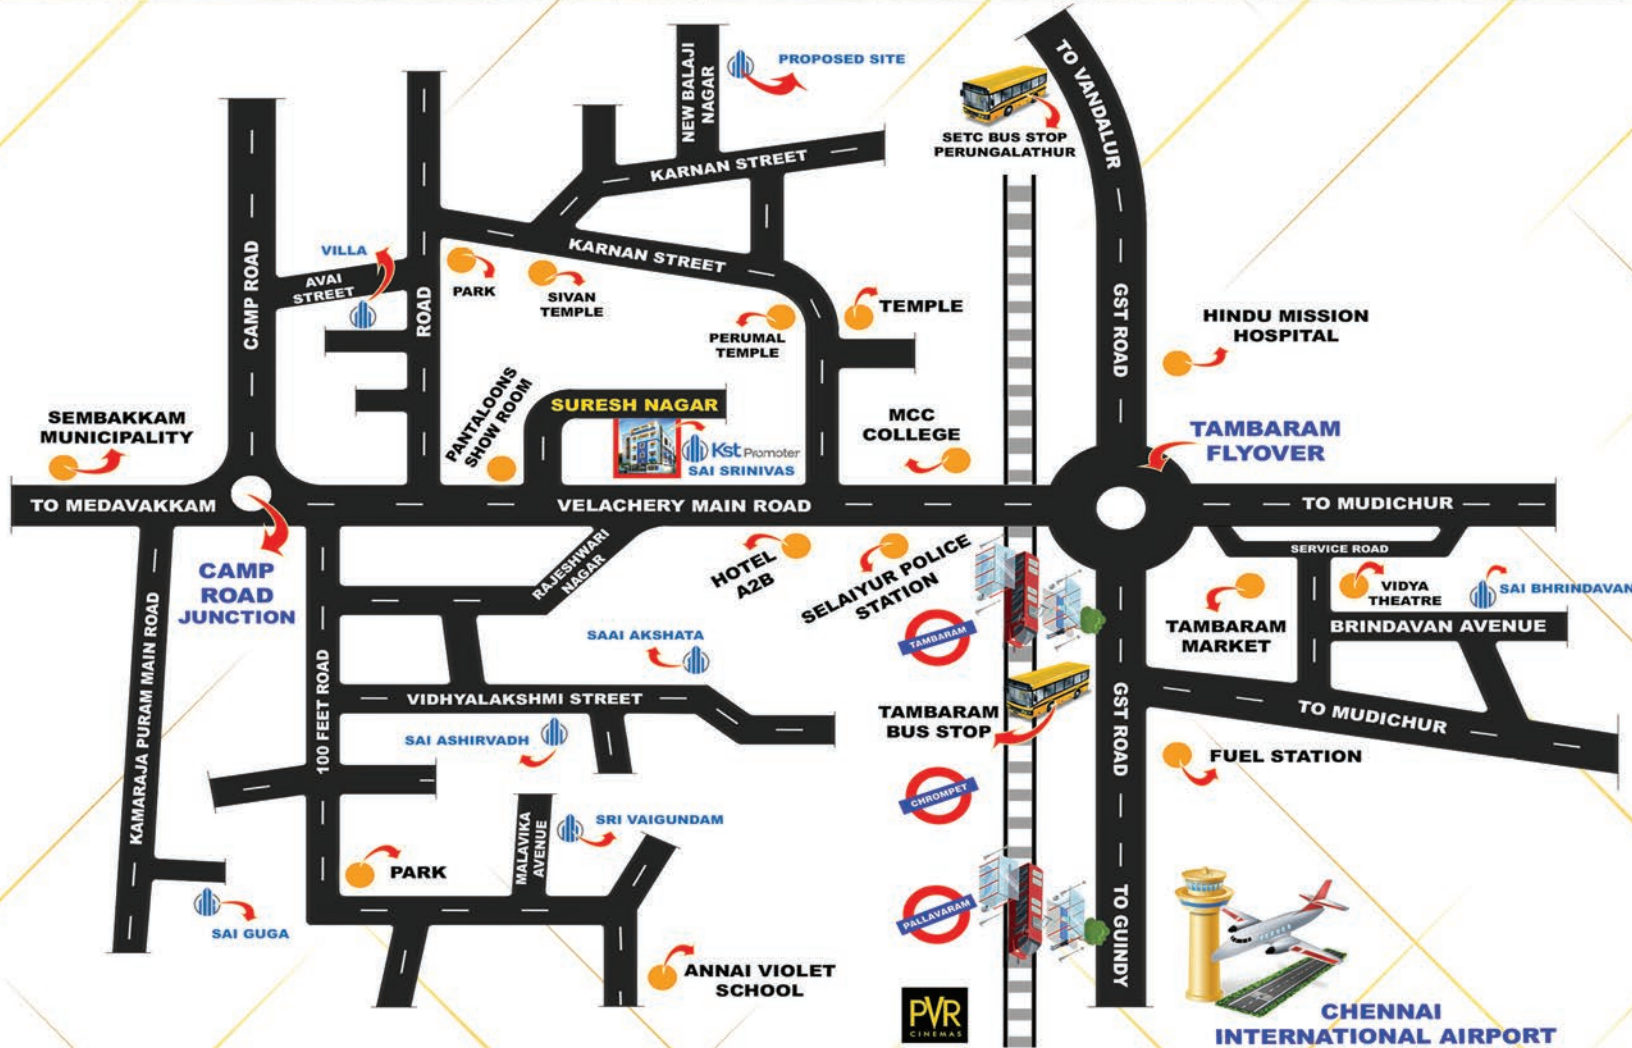 NEW BALAJI
NAGAR
PROPOSED SITE
TO VANDALUR
SETC BUS STOP
PERUNGALATHUR
KARNAN STREET
CAMP ROAD
VILLA
AVAI
STREET
ROAD
PARK
SIVAN
TEMPLE
KARNAN STREET
PERUMAL
TEMPLE
TEMPLE
GST ROAD
HINDU MISSION
HOSPITAL
SEMBAKKAM
MUNICIPALITY
PANTALOONS
SHOW ROOM
SURESH NAGAR
Kst Promoter
SAI SRINIVAS
MCC
COLLEGE
TAMBARAM
FLYOVER
TO MEDAVAKKAM
VELACHERY MAIN ROAD
TO MUDICHUR
CAMP
ROAD
JUNCTION
RAJESHWARI
NAGAR
HOTEL
A2B
SELAIYUR POLICE
STATION
SERVICE ROAD
TAMBARAM
MARKET
VIDYA
THEATRE
SAI BHRINDAVAN
BRINDAVAN AVENUE
KAMARAJA PURAM MAIN ROAD
100 FEET ROAD
SAAI AKSHATA
TAMBARAM
VIDHYALAKSHMI STREET
SAI ASHIRVADH
TAMBARAM
BUS STOP
GST ROAD
TO MUDICHUR
FUEL STATION
CHROMPET
MALAVIKA
AVENUE
SRI VAIGUNDAM
PARK
SAI GUGA
PALLAVARAM
TO GUINDY
ANNAI VIOLET
SCHOOL
PVR
CINEMAS
CHENNAI
INTERNATIONAL AIRPORT